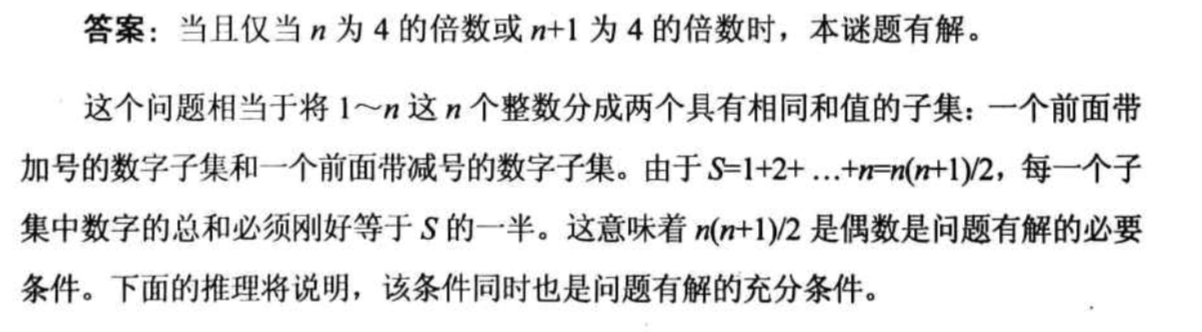 答案：当且仅当 n 为 4 的倍数或 n+1 为 4 的倍数时，本谜题有解。
这个问题相当于将 1～n 这 n 个整数分成两个具有相同和值的子集：一个前面带
加号的数字子集和一个前面带减号的数字子集。由于 S=1+2+ …+n=n(n+1)/2，每一个子
集中数字的总和必须刚好等于 S 的一半。这意味着 n(n+1)/2 是偶数是问题有解的必要
条件。下面的推理将说明，该条件同时也是问题有解的充分条件。